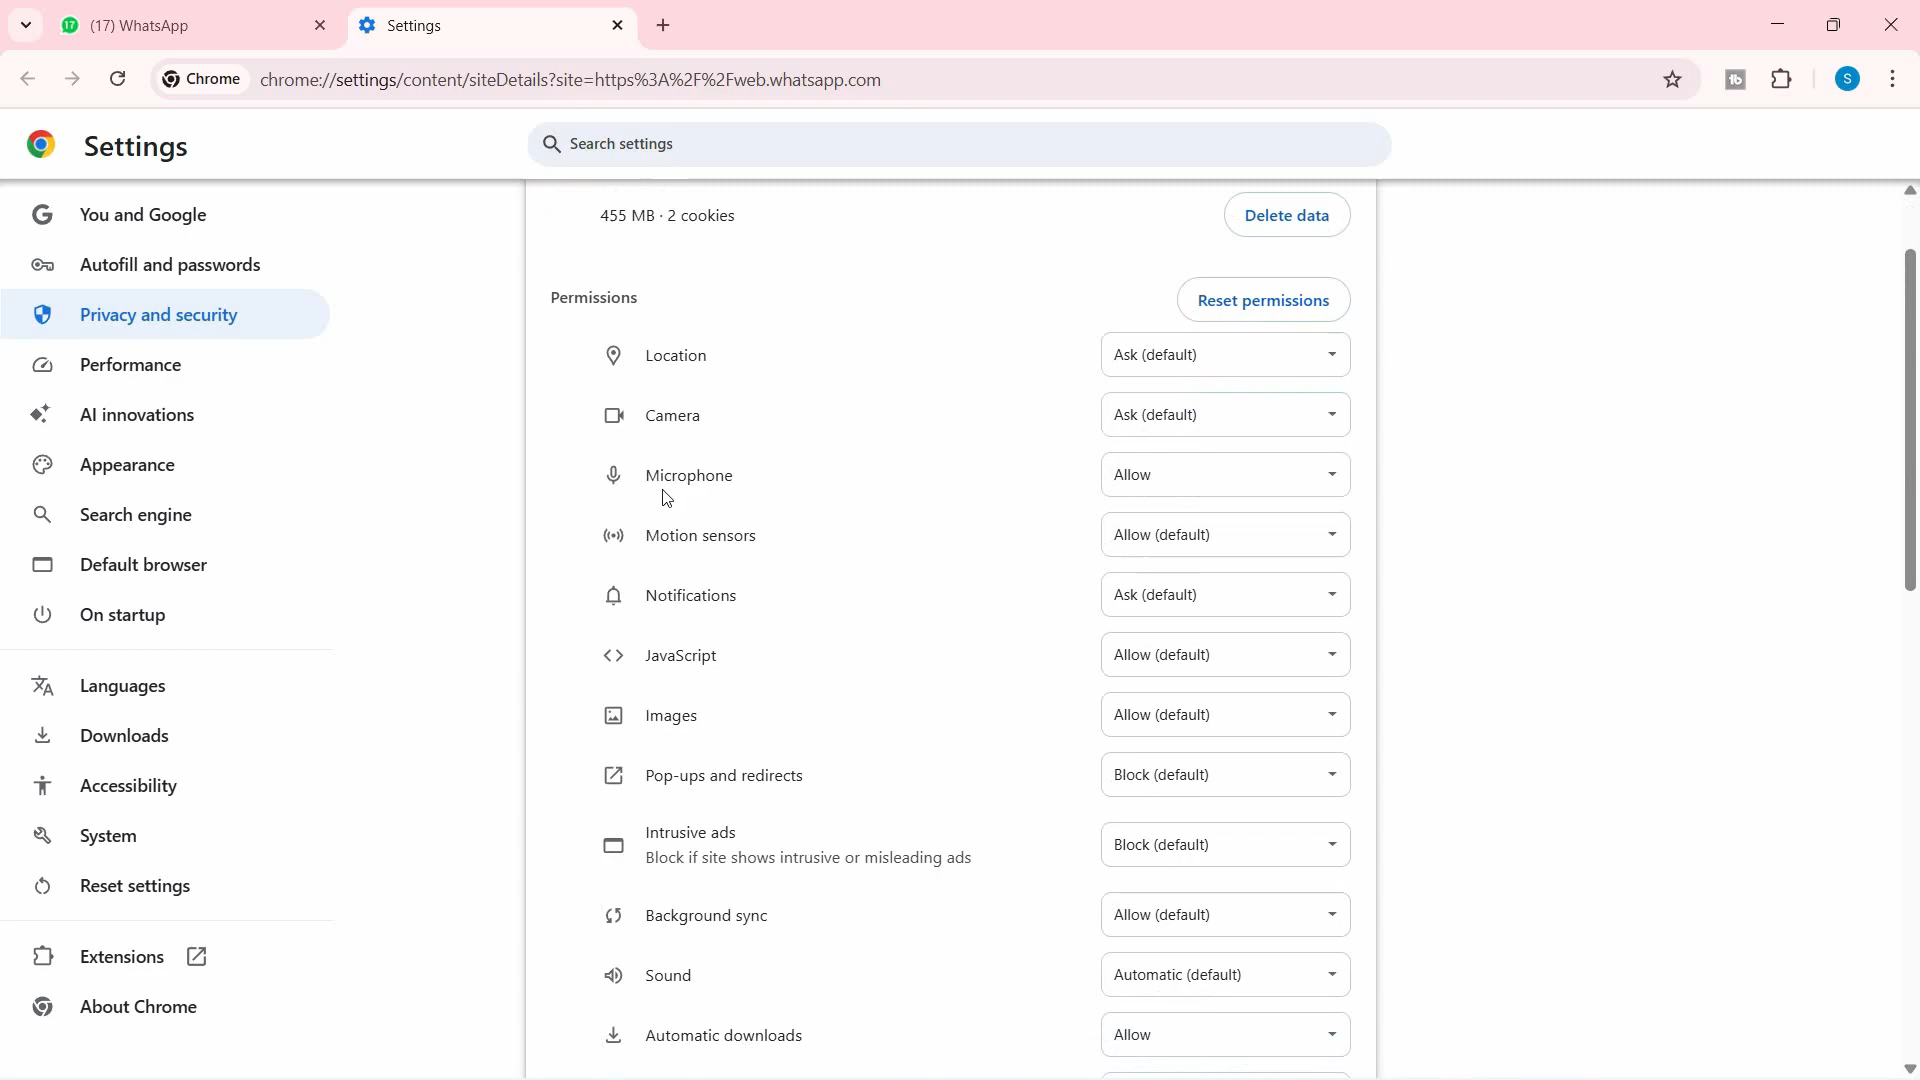 17
(17) WhatsApp
Settings
Chrome
chrome://settings/content/siteDetails?site=https%3A%2F%2Fweb.whatsapp.com
tb
S
Settings
Search settings
You and Google
Autofill and passwords
Privacy and security
Performance
AI innovations
Appearance
Search engine
Default browser
On startup
Languages
Downloads
Accessibility
System
Reset settings
Extensions
About Chrome
455 MB · 2 cookies
Delete data
Permissions
Reset permissions
Location
Ask (default)
Camera
Ask (default)
Microphone
Allow
Motion sensors
Allow (default)
Notifications
Ask (default)
JavaScript
Allow (default)
Images
Allow (default)
Pop-ups and redirects
Block (default)
Intrusive ads
Block if site shows intrusive or misleading ads
Block (default)
Background sync
Allow (default)
Sound
Automatic (default)
Automatic downloads
Allow